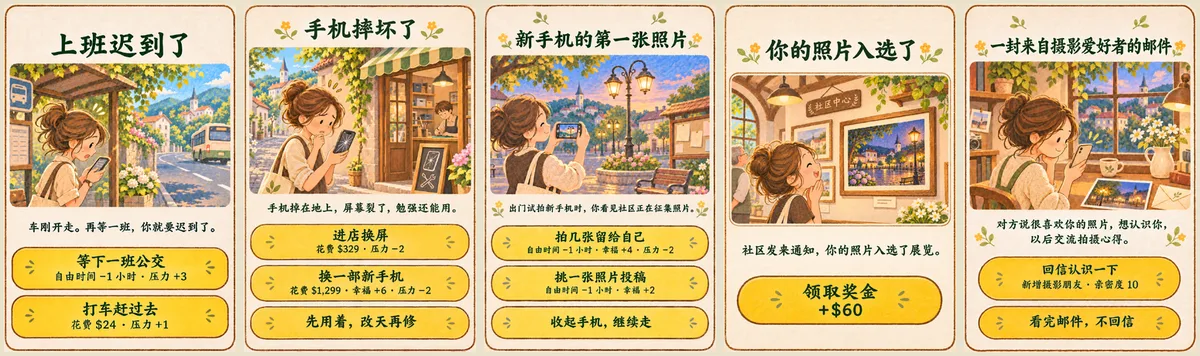 上班迟到了
车刚开走。再等一班，你就要迟到了。
等下一班公交
自由时间 -1 小时 · 压力 +3
打车赶过去
花费 $24 · 压力 +1
手机摔坏了
手机掉在地上，屏幕裂了，勉强还能用。
进店换屏
花费 $329 · 压力 -2
换一部新手机
花费 $1,299 · 幸福 +6 · 压力 -2
先用着，改天再修
新手机的第一张照片
出门试拍新手机时，你看见社区正在征集照片。
拍几张留给自己
自由时间 -1 小时 · 幸福 +4 · 压力 -2
挑一张照片投稿
自由时间 -1 小时 · 幸福 +2
收起手机，继续走
你的照片入选了
社区中心
社区发来通知，你的照片入选了展览。
领取奖金
+$60
一封来自摄影爱好者的邮件
对方说很喜欢你的照片，想认识你，
以后交流拍摄心得。
回信认识一下
新增摄影朋友 · 亲密度 10
看完邮件，不回信